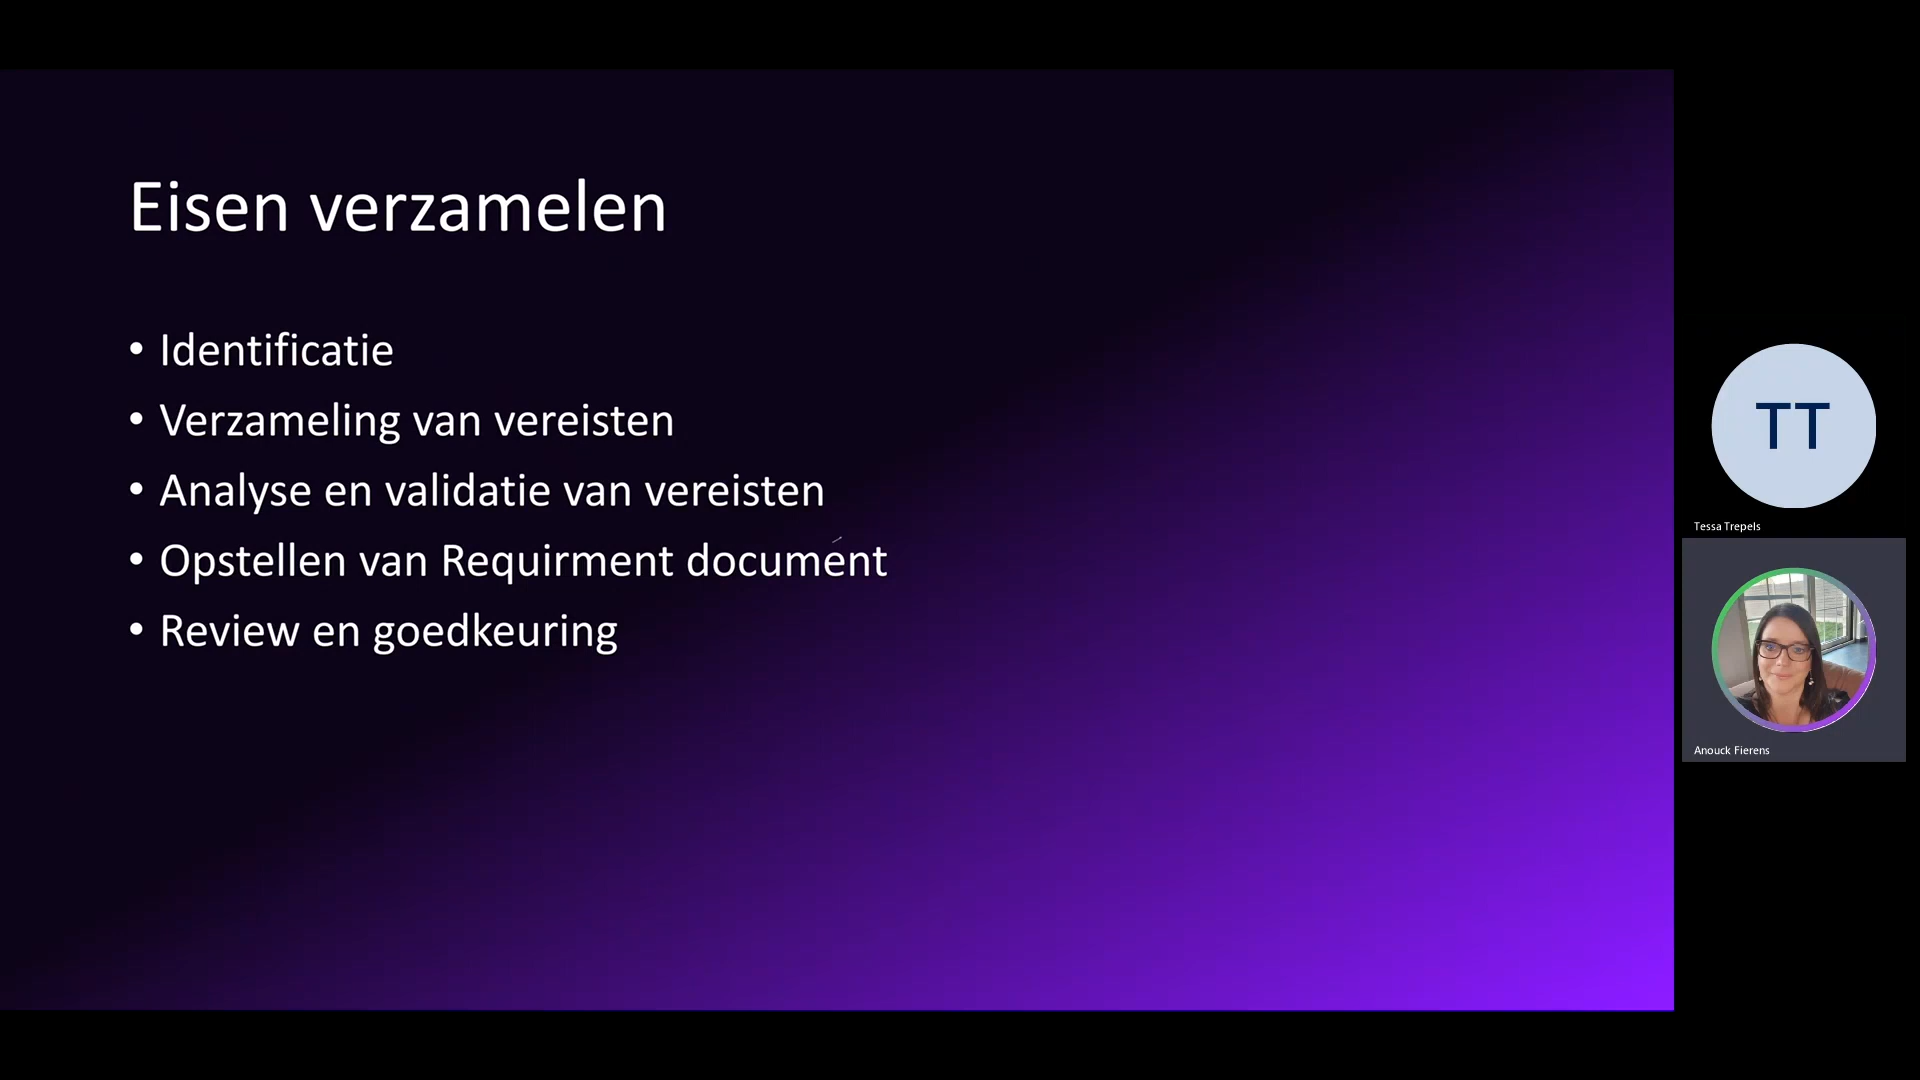 Eisen verzamelen
• Identificatie
• Verzameling van vereisten
• Analyse en validatie van vereisten
• Opstellen van Requirment document
• Review en goedkeuring
TT
Tessa Trepels
Anouck Fierens